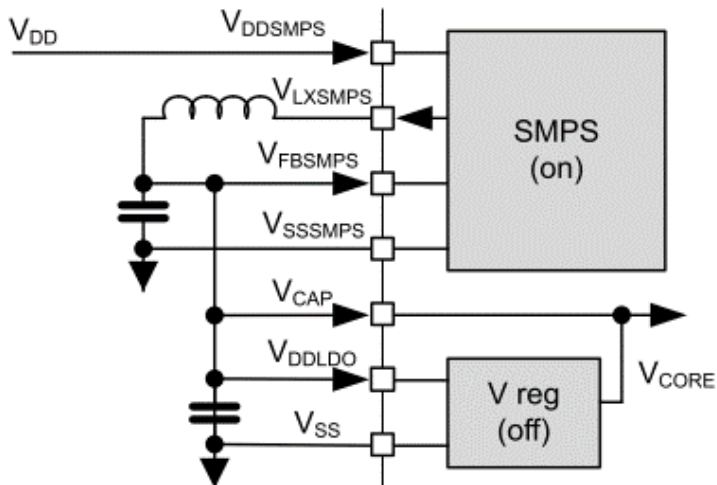 VDD
VDDSMPS
VLXSMPS
VFBSMPS
VSSSMPS
SMPS
(on)
VCAP
VDDLDO
VCORE
V reg
(off)
VSS